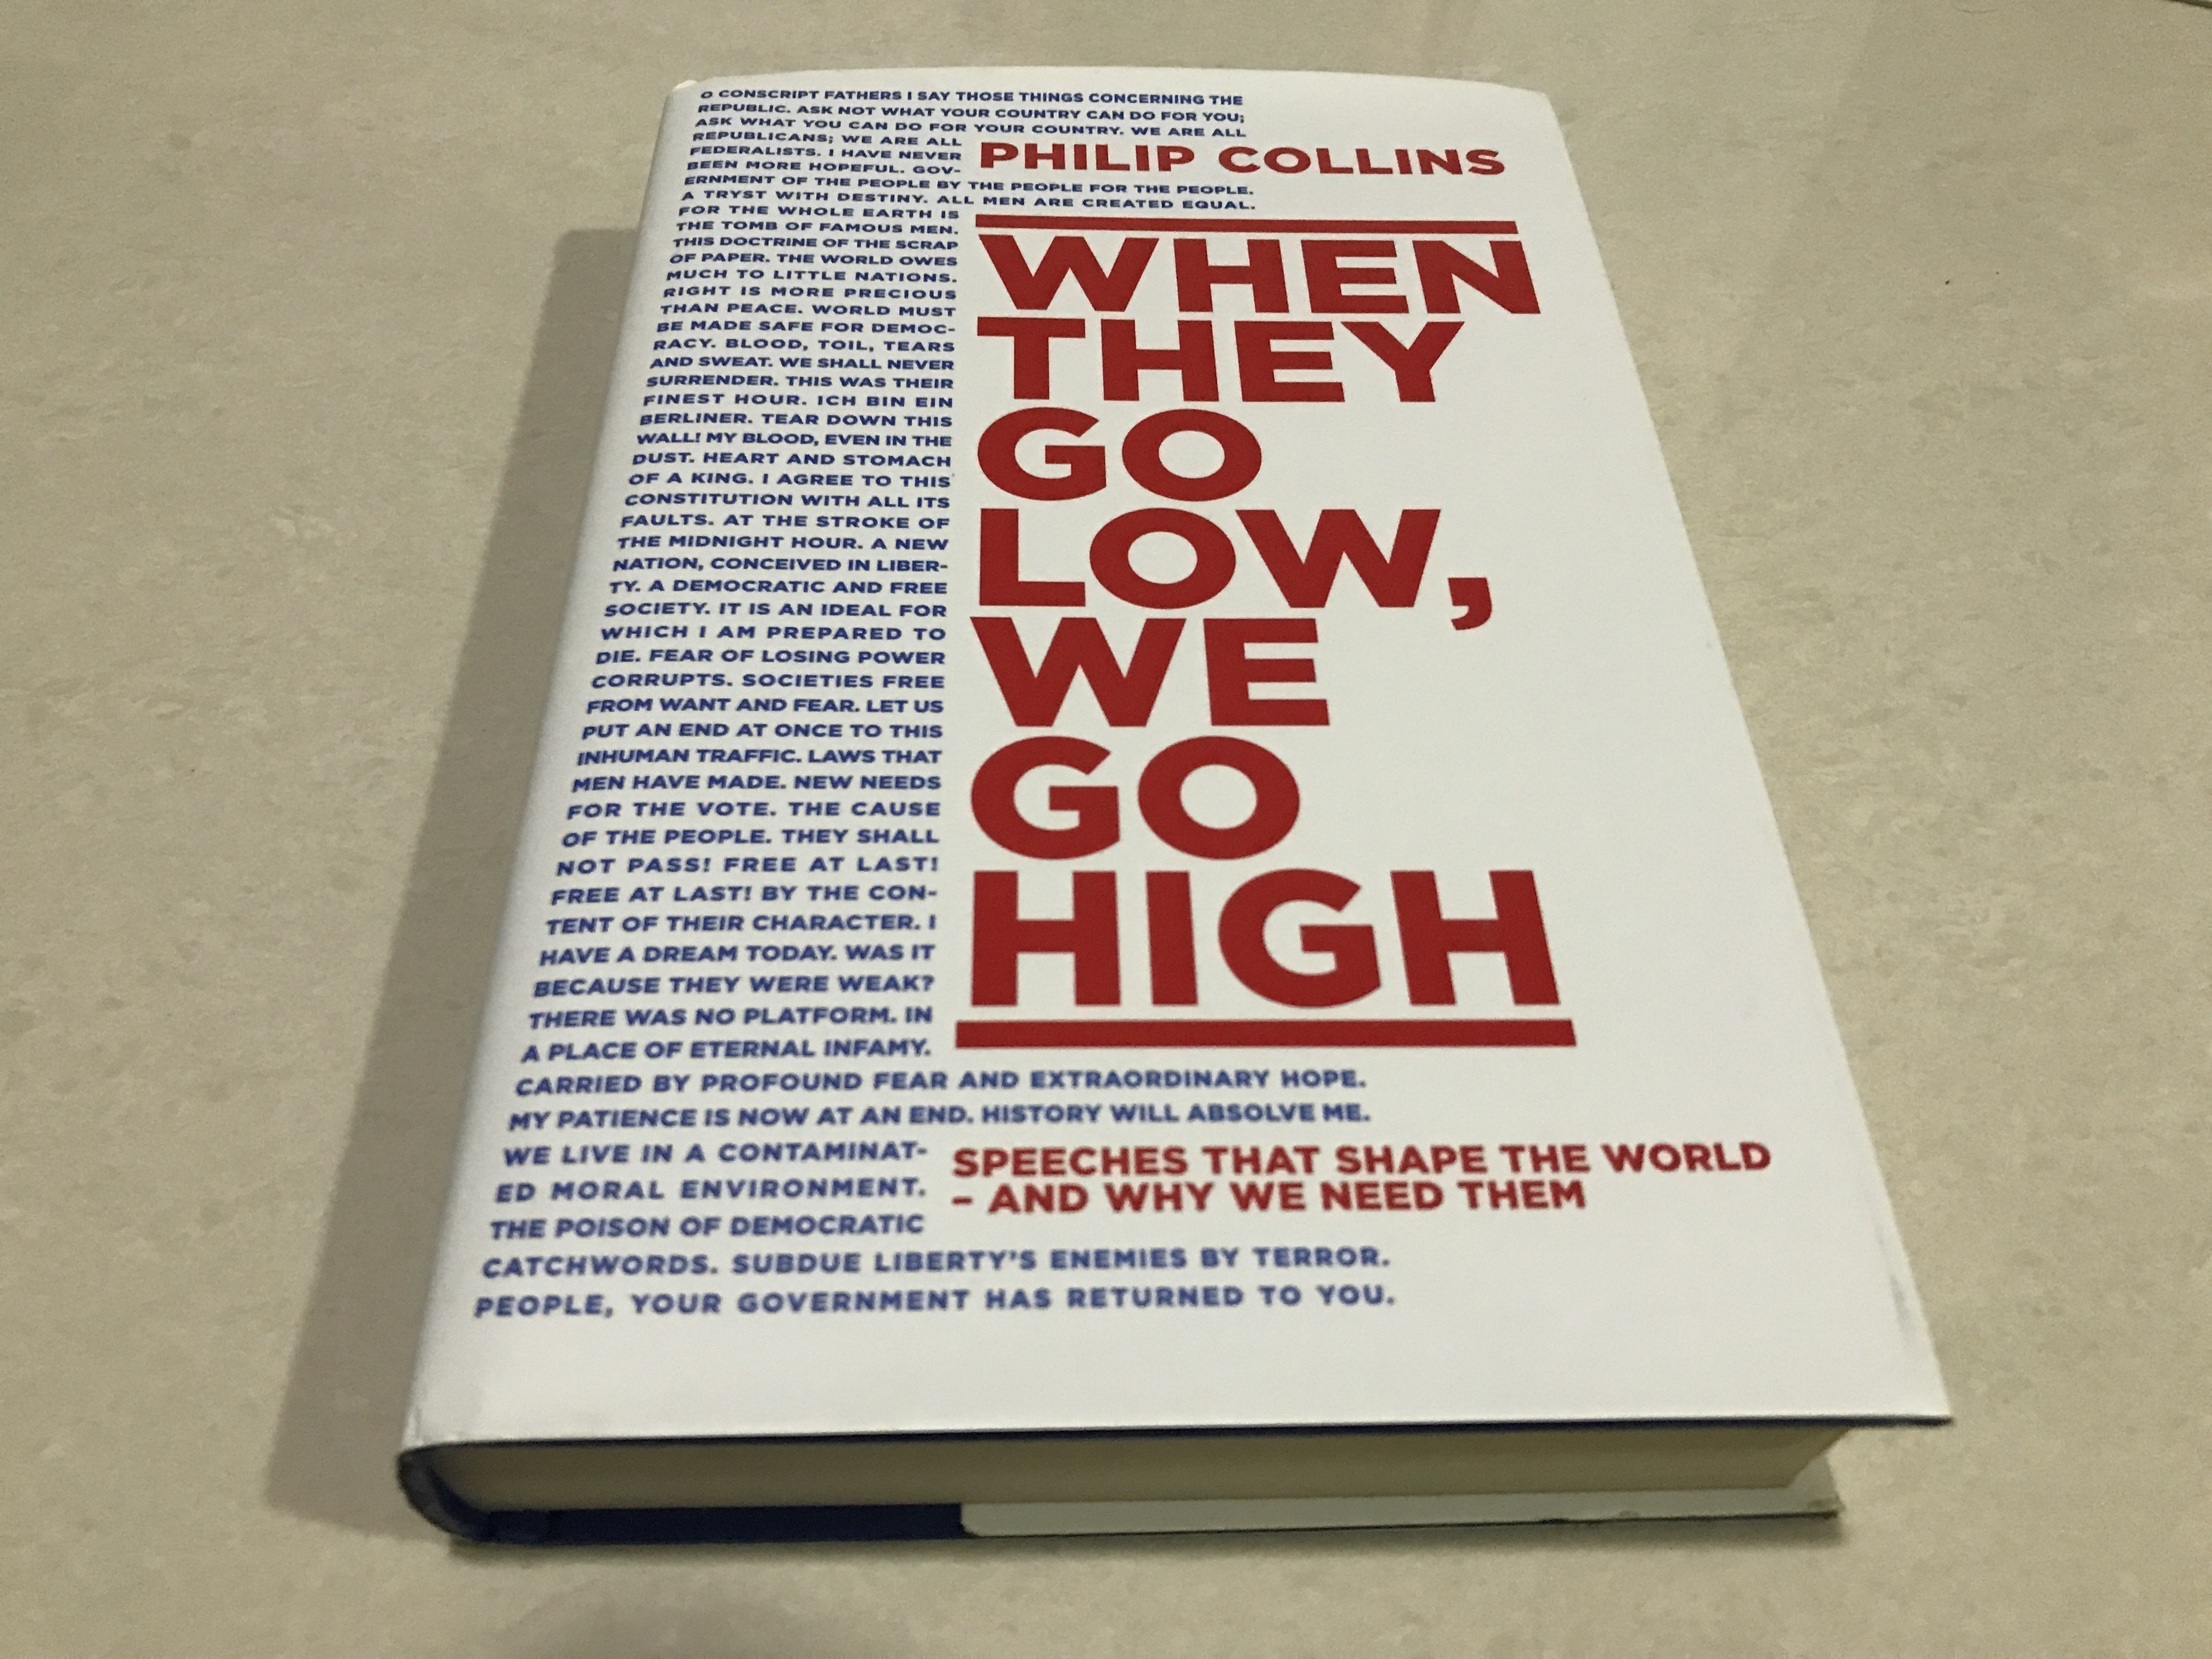 O CONSCRIPT FATHERS I SAY THOSE THINGS CONCERNING THE
REPUBLIC. ASK NOT WHAT YOUR COUNTRY CAN DO FOR YOU;
ASK WHAT YOU CAN DO FOR YOUR COUNTRY. WE ARE ALL
REPUBLICANS; WE ARE ALL
FEDERALISTS. I HAVE NEVER
BEEN MORE HOPEFUL. GOV-
ERNMENT OF THE PEOPLE BY THE PEOPLE FOR THE PEOPLE.
A TRYST WITH DESTINY. ALL MEN ARE CREATED EQUAL.
FOR THE WHOLE EARTH IS
THE TOMB OF FAMOUS MEN.
THIS DOCTRINE OF THE SCRAP
OF PAPER. THE WORLD OWES
MUCH TO LITTLE NATIONS.
RIGHT IS MORE PRECIOUS
THAN PEACE. WORLD MUST
BE MADE SAFE FOR DEMOC-
RACY. BLOOD, TOIL, TEARS
AND SWEAT. WE SHALL NEVER
SURRENDER. THIS WAS THEIR
FINEST HOUR. ICH BIN EIN
BERLINER. TEAR DOWN THIS
WALL! MY BLOOD, EVEN IN THE
DUST. HEART AND STOMACH
OF A KING. I AGREE TO THIS
CONSTITUTION WITH ALL ITS
FAULTS. AT THE STROKE OF
THE MIDNIGHT HOUR. A NEW
NATION, CONCEIVED IN LIBER-
TY. A DEMOCRATIC AND FREE
SOCIETY. IT IS AN IDEAL FOR
WHICH I AM PREPARED TO
DIE. FEAR OF LOSING POWER
CORRUPTS. SOCIETIES FREE
FROM WANT AND FEAR. LET US
PUT AN END AT ONCE TO THIS
INHUMAN TRAFFIC. LAWS THAT
MEN HAVE MADE. NEW NEEDS
FOR THE VOTE. THE CAUSE
OF THE PEOPLE. THEY SHALL
NOT PASS! FREE AT LAST!
FREE AT LAST! BY THE CON-
TENT OF THEIR CHARACTER. I
HAVE A DREAM TODAY. WAS IT
BECAUSE THEY WERE WEAK?
THERE WAS NO PLATFORM. IN
A PLACE OF ETERNAL INFAMY.
CARRIED BY PROFOUND FEAR AND EXTRAORDINARY HOPE.
MY PATIENCE IS NOW AT AN END. HISTORY WILL ABSOLVE ME.
WE LIVE IN A CONTAMINAT-
ED MORAL ENVIRONMENT.
THE POISON OF DEMOCRATIC
CATCHWORDS. SUBDUE LIBERTY'S ENEMIES BY TERROR.
PEOPLE, YOUR GOVERNMENT HAS RETURNED TO YOU.
PHILIP COLLINS
WHEN
THEY
GO
LOW,
WE
GO
HIGH
SPEECHES THAT SHAPE THE WORLD
– AND WHY WE NEED THEM